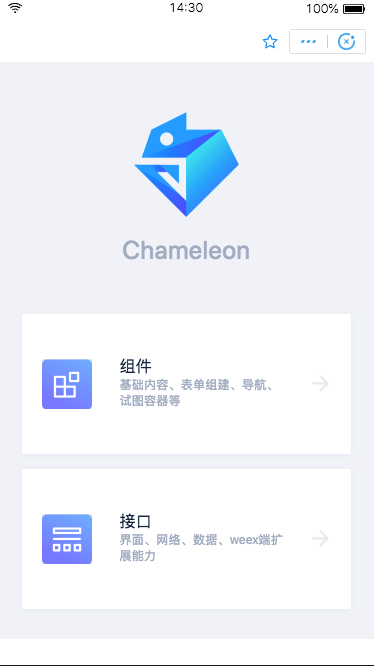 14:30
100%
Chameleon
组件
基础内容、表单组建、导航、
试图容器等
接口
界面、网络、数据、weex端扩
展能力